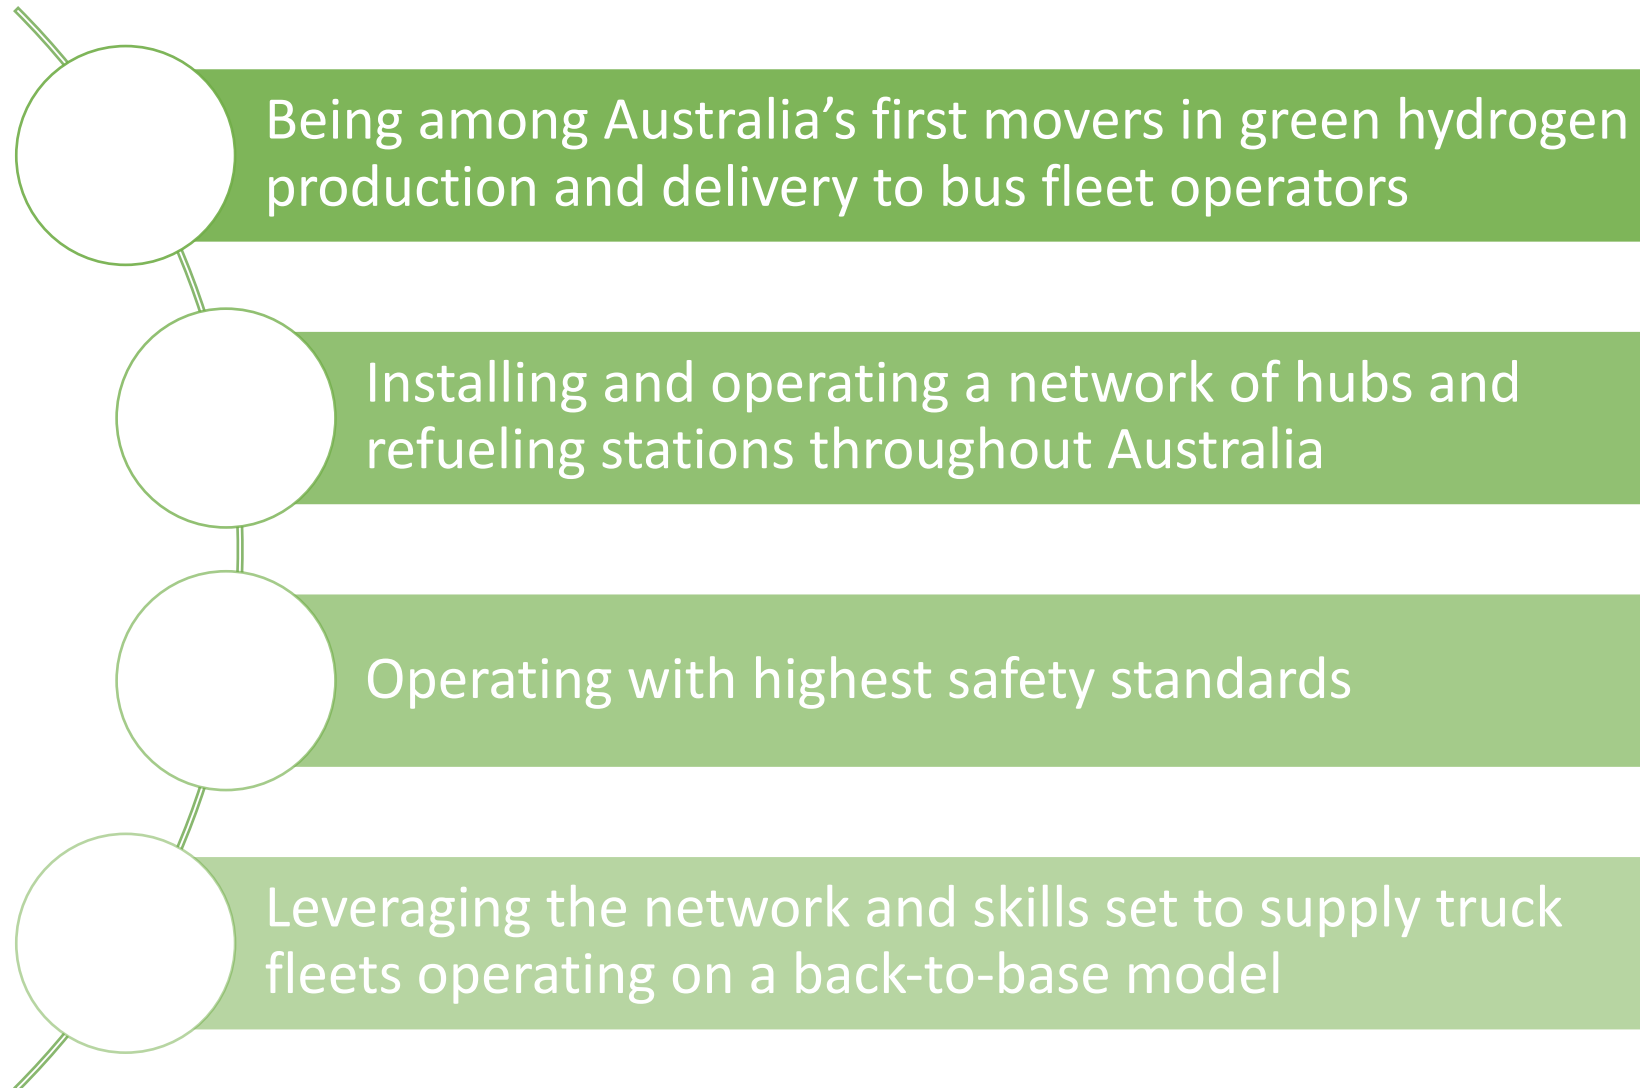 Being among Australia’s first movers in green hydrogen
production and delivery to bus fleet operators
Installing and operating a network of hubs and
refueling stations throughout Australia
Operating with highest safety standards
Leveraging the network and skills set to supply truck
fleets operating on a back-to-base model